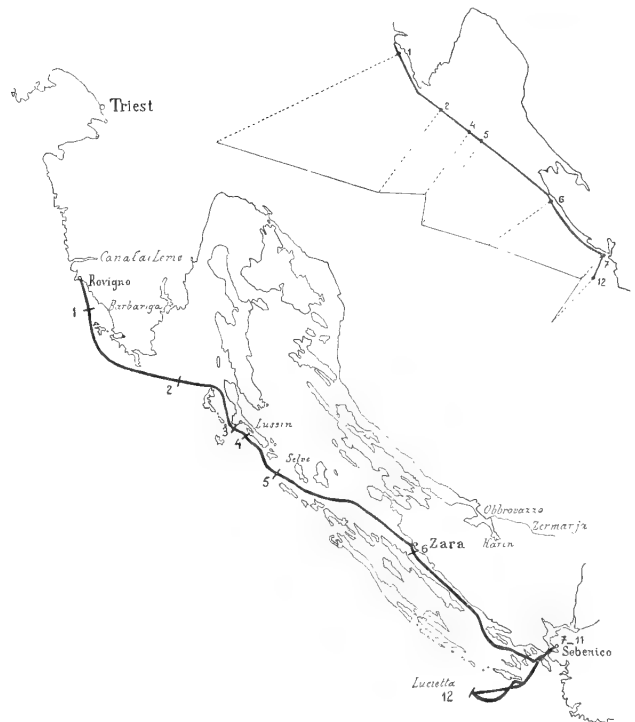 1
2
4
5
6
7
12
Triest
Canal di Leme
Rovigno
Barbariga
1
2
3
Lussin
4
Selve
5
Obbrovazzo
Zermanja
Karin
6 Zara
7_11
Sebenico
Lucietta
12